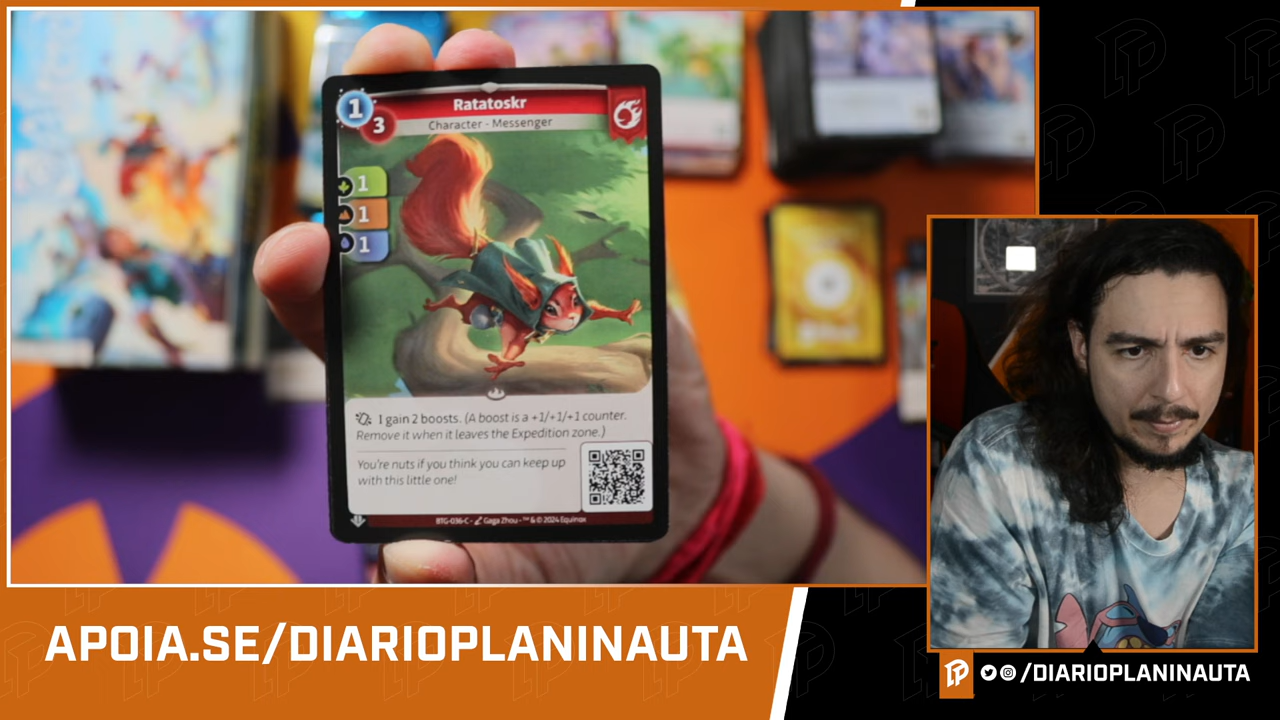 1
3
Ratatoskr
Character - Messenger
1
1
1
I gain 2 boosts. (A boost is a +1/+1/+1 counter.
Remove it when it leaves the Expedition zone.)
You're nuts if you think you can keep up
with this little one!
BTG-036-C - Gaga Zhou - ™ & © 2024 Equinox
APOIA.SE/DIARIOPLANINAUTA
/DIARIOPLANINAUTA